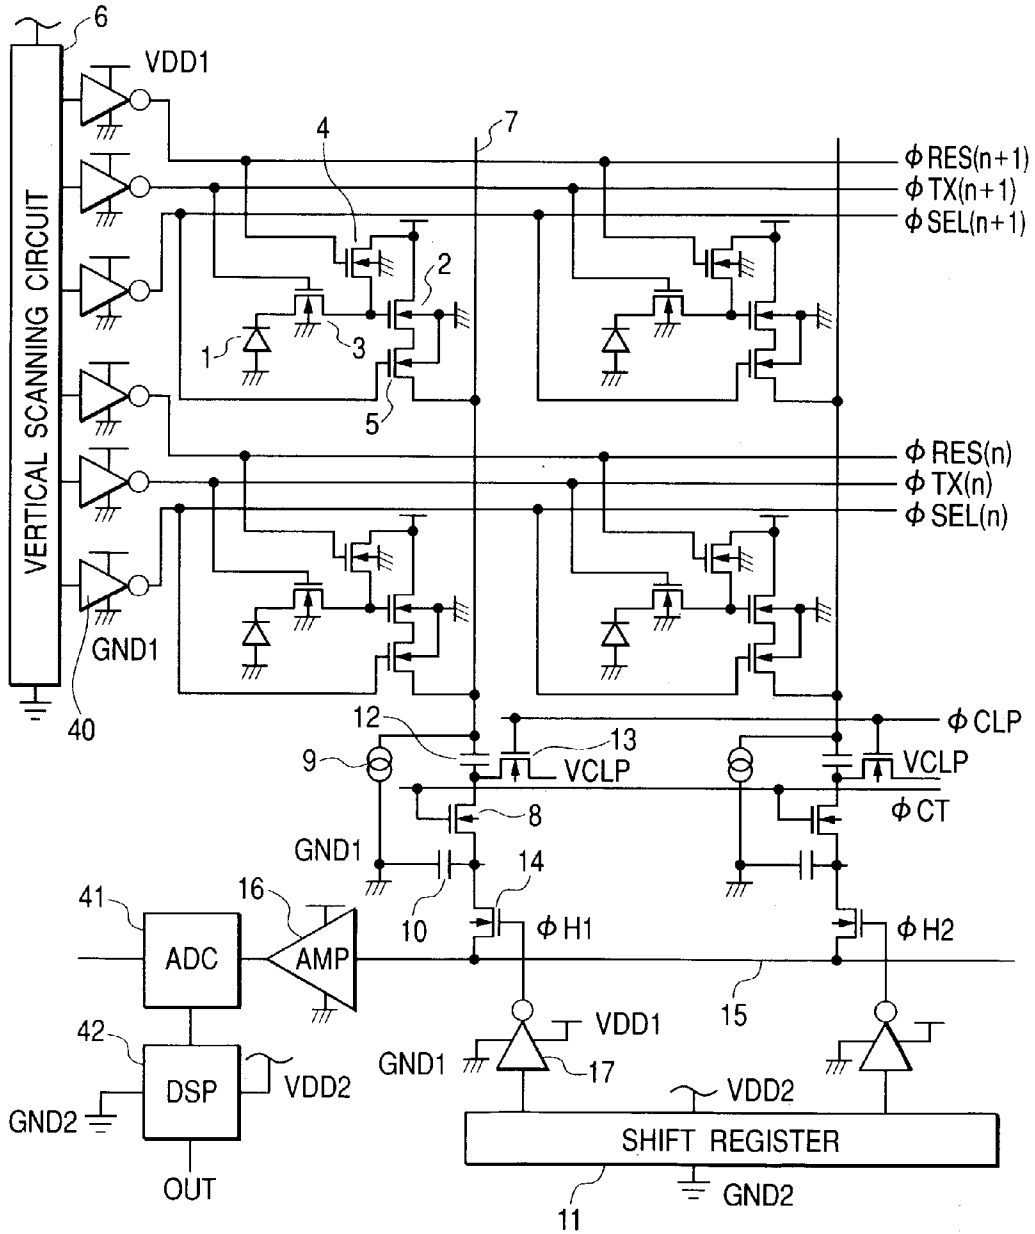 6
VDD1
7
4
ϕRES(n+1)
ϕTX(n+1)
ϕSEL(n+1)
2
1
3
5
VERTICAL SCANNING CIRCUIT
ϕRES(n)
ϕTX(n)
ϕSEL(n)
GND1
40
12
ϕCLP
9
13
VCLP
VCLP
8
ϕCT
GND1
14
41
16
10
ϕH1
ϕH2
ADC
AMP
15
42
VDD1
GND1
17
DSP
VDD2
VDD2
GND2
SHIFT REGISTER
OUT
11
GND2